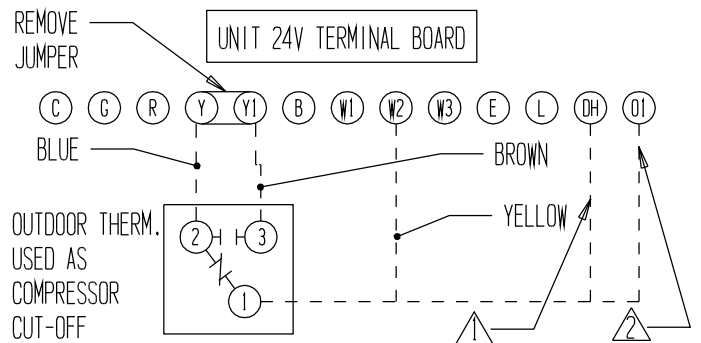 REMOVE
JUMPER
UNIT 24V TERMINAL BOARD
C G R Y Y1 B W1 W2 W3 E L DH O1
BLUE
BROWN
YELLOW
OUTDOOR THERM.
USED AS
COMPRESSOR
CUT-OFF
2 3
1
1
2